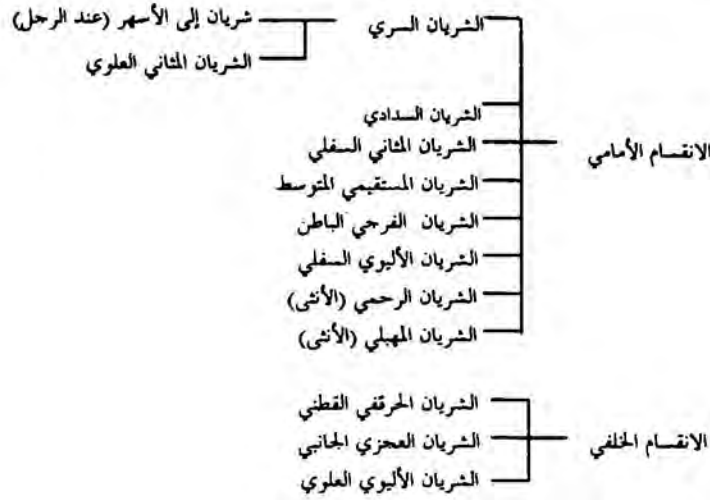 الشريان السري
شريان إلى الأسهر (عند الرحل)
الشريان المثاني العلوي
الشريان السدادي
الانقسام الأمامي
الشريان المثاني السفلي
الشريان المستقيمي المتوسط
الشريان الفرجي الباطن
الشريان الأليوي السفلي
الشريان الرحمي (الأنثى)
الشريان المهبلي (الأنثى)
الشريان الحرقفي القطني
الانقسام الخلفي
الشريان العجزي الجانبي
الشريان الأليوي العلوي